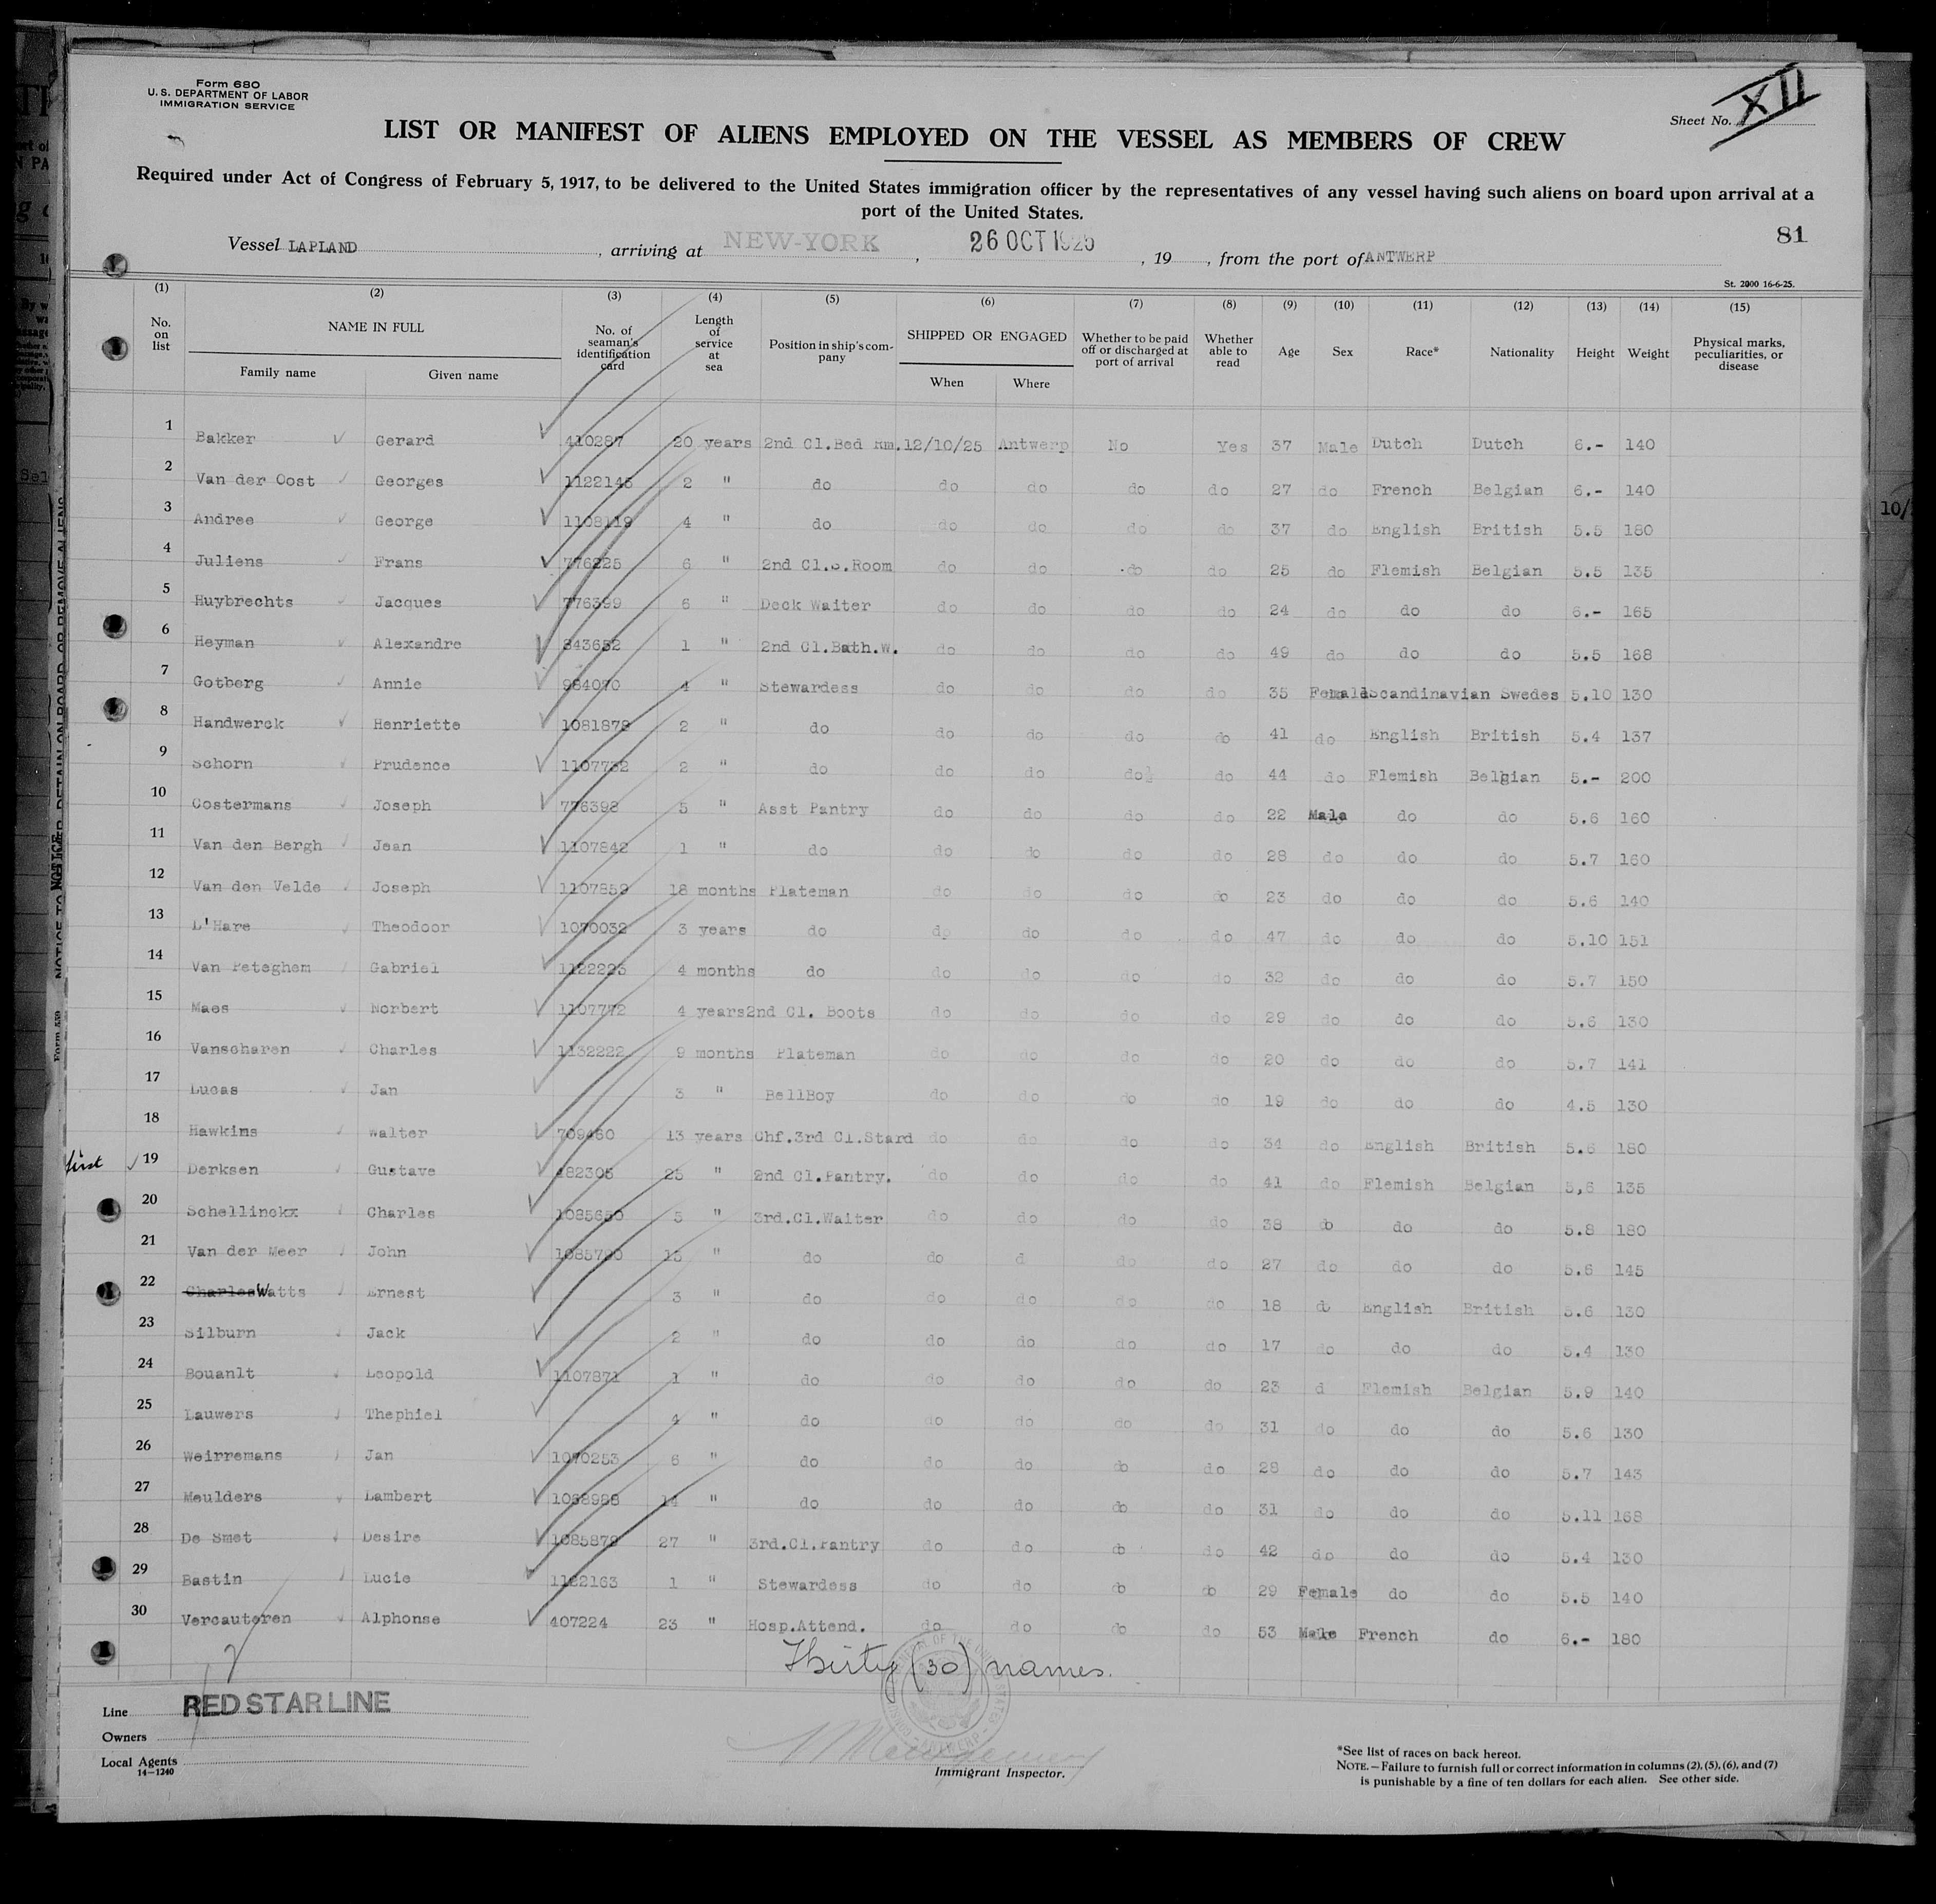 Form 680
U. S. DEPARTMENT OF LABOR
IMMIGRATION SERVICE
Sheet No. XII
LIST OR MANIFEST OF ALIENS EMPLOYED ON THE VESSEL AS MEMBERS OF CREW
Required under Act of Congress of February 5, 1917, to be delivered to the United States immigration officer by the representatives of any vessel having such aliens on board upon arrival at a
port of the United States.
81
Vessel LAPLAND, arriving at NEW-YORK, 26 OCT 1925, 19, from the port of ANTWERP
St. 2000 16-6-25.
(1) (2) (3) (4) (5) (6) (7) (8) (9) (10) (11) (12) (13) (14) (15)
No. on list NAME IN FULL Family name Given name No. of seaman's identification card Length of service at sea Position in ship's company SHIPPED OR ENGAGED When Where Whether to be paid off or discharged at port of arrival Whether able to read Age Sex Race* Nationality Height Weight Physical marks, peculiarities, or disease
1 Bakker Gerard 410287 20 years 2nd Cl.Bed Rm. 12/10/25 Antwerp No Yes 37 Male Dutch Dutch 6.- 140
2 Van der Oost Georges 1122145 2 " do do do do do 27 do French Belgian 6.- 140
3 Andree George 1108119 4 " do do do do do 37 do English British 5.5 180
4 Juliens Frans 776225 6 " 2nd Cl.S.Room do do do do 25 do Flemish Belgian 5.5 135
5 Huybrechts Jacques 776399 6 " Deck Waiter do do do do 24 do do do 6.- 165
6 Heyman Alexandre 343652 1 " 2nd Cl.Bath.W. do do do do 49 do do do 5.5 168
7 Gotberg Annie 984070 4 " Stewardess do do do do 35 Female Scandinavian Swedes 5.10 130
8 Handwerck Henriette 1081878 2 " do do do do do 41 do English British 5.4 137
9 Schorn Prudence 1107732 2 " do do do do do 44 do Flemish Belgian 5.- 200
10 Oostermans Joseph 776398 5 " Asst Pantry do do do do 22 Male do do 5.6 160
11 Van den Bergh Jean 1107842 1 " do do do do do 28 do do do 5.7 160
12 Van den Velde Joseph 1107859 18 months Plateman do do do do 23 do do do 5.6 140
13 L'Hare Theodoor 1070032 3 years do do do do do 47 do do do 5.10 151
14 Van Peteghem Gabriel 1122225 4 months do do do do do 32 do do do 5.7 150
15 Maes Norbert 1107772 4 years 2nd Cl. Boots do do do do 29 do do do 5.6 130
16 Vanscharen Charles 1132222 9 months Plateman do do do do 20 do do do 5.7 141
17 Lucas Jan 3 " BellBoy do do do do 19 do do do 4.5 130
18 Hawkins Walter 709480 13 years Chf.3rd Cl.Stard do do do do 34 do English British 5.6 180
first 19 Derksen Gustave 482305 25 " 2nd Cl.Pantry. do do do do 41 do Flemish Belgian 5,6 135
20 Schellinckx Charles 1085650 5 " 3rd.Cl.Waiter do do do do 38 do do do 5.8 180
21 Van der Meer John 1085790 15 " do do d do do 27 do do do 5.6 145
22 Charles Watts Ernest 3 " do do do do do 18 do English British 5.6 130
23 Silburn Jack 2 " do do do do do 17 do do do 5.4 130
24 Bouanlt Leopold 1107871 1 " do do do do do 23 d Flemish Belgian 5.9 140
25 Lauwers Thephiel 4 " do do do do do 31 do do do 5.6 130
26 Weirremans Jan 1070253 6 " do do do do do 28 do do do 5.7 143
27 Meulders Lambert 1038988 14 " do do do do do 31 do do do 5.11 168
28 De Smet Desire 1085879 27 " 3rd.Cl.Pantry do do do do 42 do do do 5.4 130
29 Bastin Lucie 1122163 1 " Stewardess do do do do 29 Female do do 5.5 140
30 Vercauteren Alphonse 407224 23 " Hosp.Attend. do do do do 53 Male French do 6.- 180
Thirty (30) names.
Line RED STAR LINE
Owners
Local Agents
14-1240
Immigrant Inspector.
*See list of races on back hereof.
NOTE.—Failure to furnish full or correct information in columns (2), (5), (6), and (7)
is punishable by a fine of ten dollars for each alien. See other side.